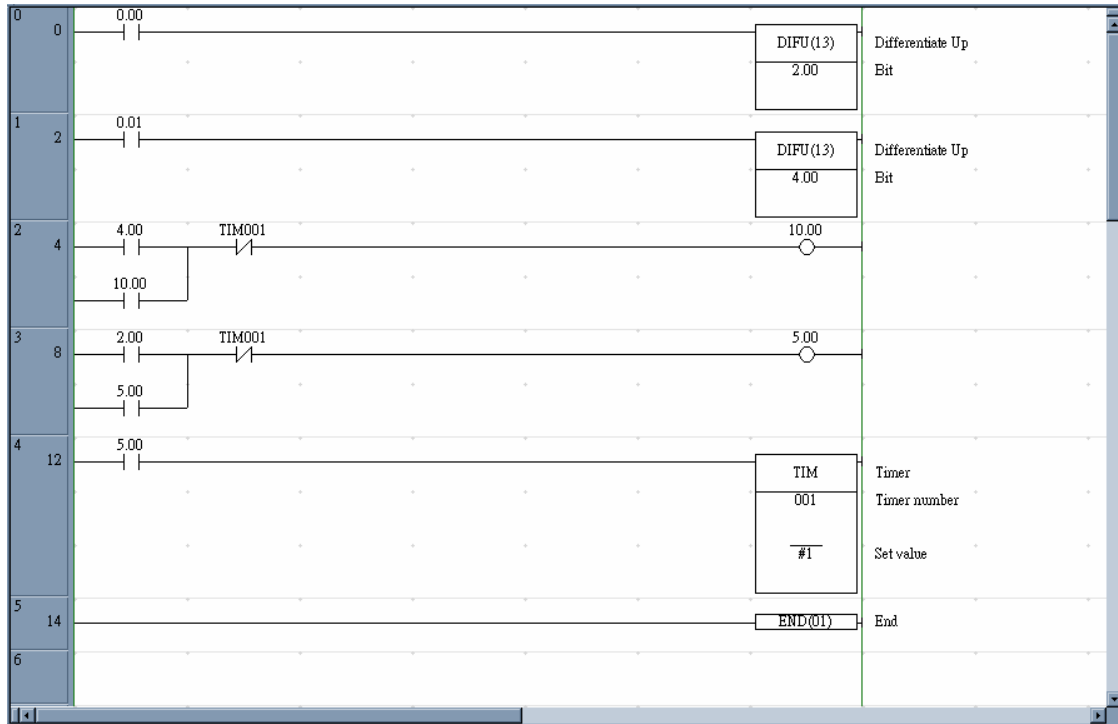 0 0.00
0
DIFU(13) Differentiate Up
2.00 Bit
1 0.01
2
DIFU(13) Differentiate Up
4.00 Bit
2 4.00 TIM001 10.00
4
10.00
3 2.00 TIM001 5.00
8
5.00
4 5.00
12
TIM Timer
001 Timer number
#1 Set value
5
14 END(01) End
6